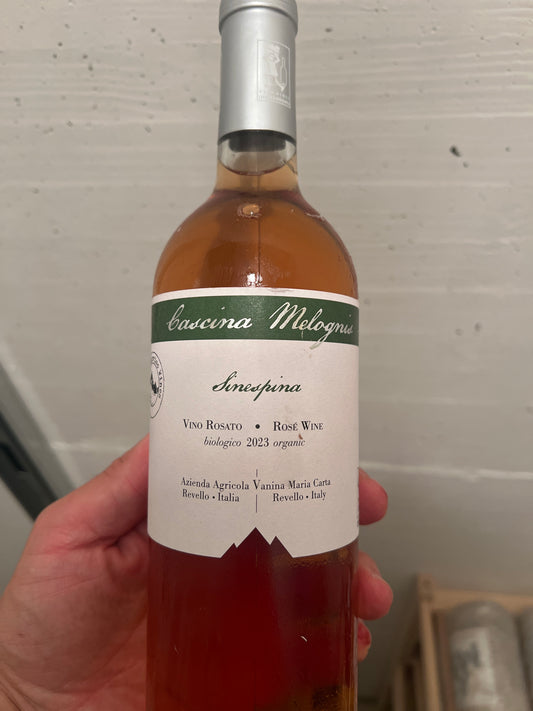 Cascina Melognis
Sinespina
VINO ROSATO • ROSÉ WINE
biologico 2023 organic
Azienda Agricola Vanina Maria Carta
Revello • Italia Revello • Italy